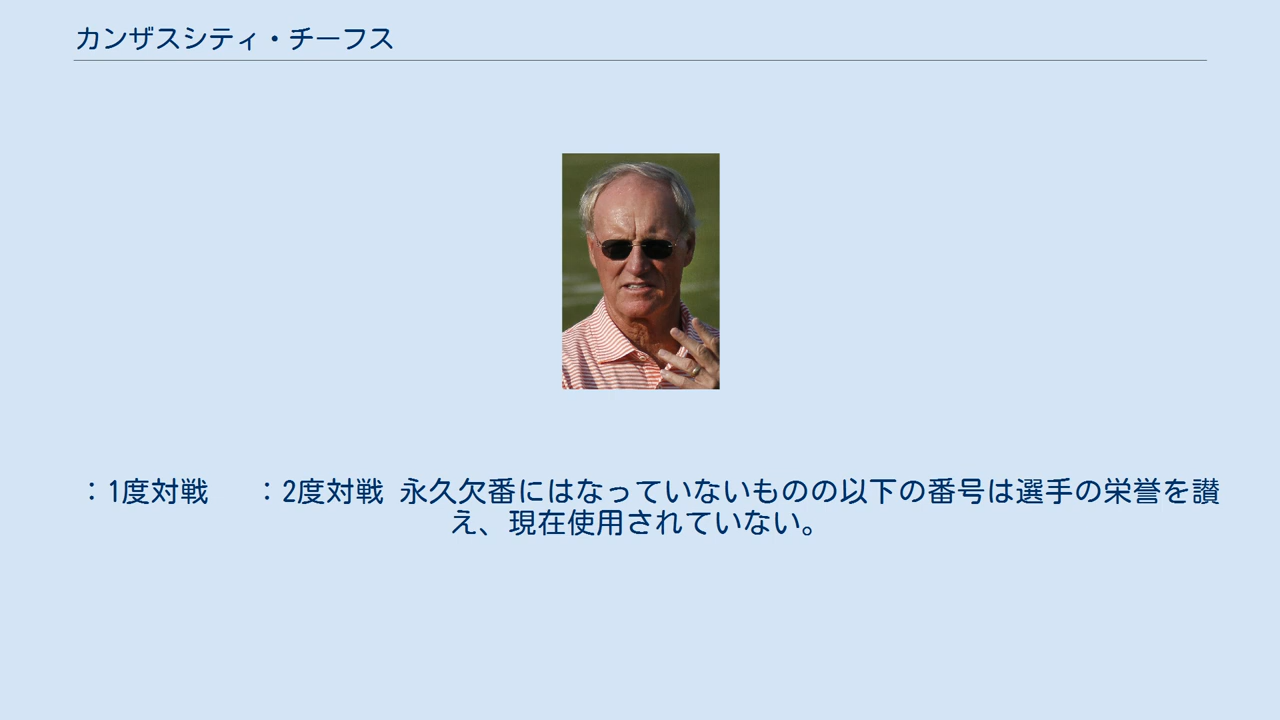 カンザスシティ・チーフス
：1度対戦　：2度対戦 永久欠番にはなっていないものの以下の番号は選手の栄誉を讃
え、現在使用されていない。